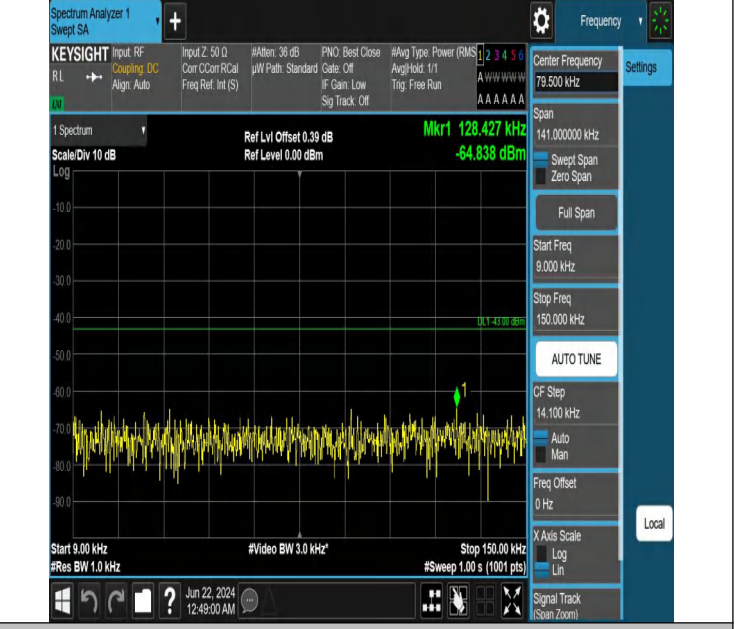 Spectrum Analyzer 1
Swept SA
+
Frequency
KEYSIGHT Input: RF Input Z: 50 Ω #Atten: 36 dB PNO: Best Close #Avg Type: Power (RMS 1 2 3 4 5 6
RL Coupling: DC Corr CCorr RCal µW Path: Standard Gate: Off Avg|Hold: 1/1 A W W W W W
Align: Auto Freq Ref: Int (S) IF Gain: Low Trig: Free Run
Sig Track: Off A A A A A A
1 Spectrum
Ref Lvl Offset 0.39 dB
Mkr1 128.427 kHz
Scale/Div 10 dB
Ref Level 0.00 dBm
-64.838 dBm
Log
-10.0
-20.0
-30.0
-40.0
DL1 -43.00 dBm
-50.0
-60.0
1
-70.0
-80.0
-90.0
Start 9.00 kHz
#Video BW 3.0 kHz*
Stop 150.00 kHz
#Res BW 1.0 kHz
#Sweep 1.00 s (1001 pts)
Center Frequency
79.500 kHz
Settings
Span
141.000000 kHz
Swept Span
Zero Span
Full Span
Start Freq
9.000 kHz
Stop Freq
150.000 kHz
AUTO TUNE
CF Step
14.100 kHz
Auto
Man
Freq Offset
0 Hz
Local
X Axis Scale
Log
Lin
Signal Track
(Span Zoom)
?
Jun 22, 2024
12:49:00 AM